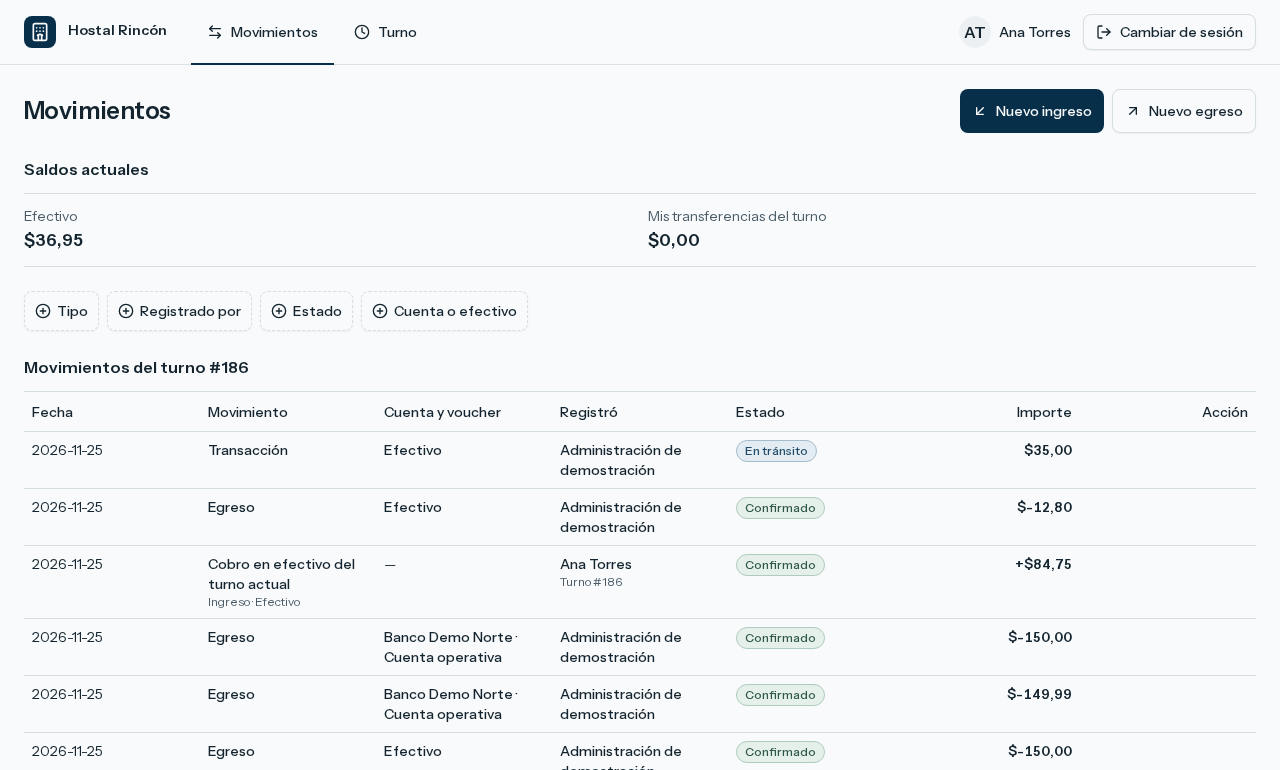 Hostal Rincón
Movimientos
Turno
AT
Ana Torres
Cambiar de sesión
Movimientos
Nuevo ingreso
Nuevo egreso
Saldos actuales
Efectivo
Mis transferencias del turno
$36,95
$0,00
Tipo
Registrado por
Estado
Cuenta o efectivo
Movimientos del turno #186
Fecha
Movimiento
Cuenta y voucher
Registró
Estado
Importe
Acción
2026-11-25
Transacción
Efectivo
Administración de
demostración
En tránsito
$35,00
2026-11-25
Egreso
Efectivo
Administración de
demostración
Confirmado
$-12,80
2026-11-25
Cobro en efectivo del
turno actual
Ingreso · Efectivo
—
Ana Torres
Turno #186
Confirmado
+$84,75
2026-11-25
Egreso
Banco Demo Norte ·
Cuenta operativa
Administración de
demostración
Confirmado
$-150,00
2026-11-25
Egreso
Banco Demo Norte ·
Cuenta operativa
Administración de
demostración
Confirmado
$-149,99
2026-11-25
Egreso
Efectivo
Administración de
demostración
Confirmado
$-150,00